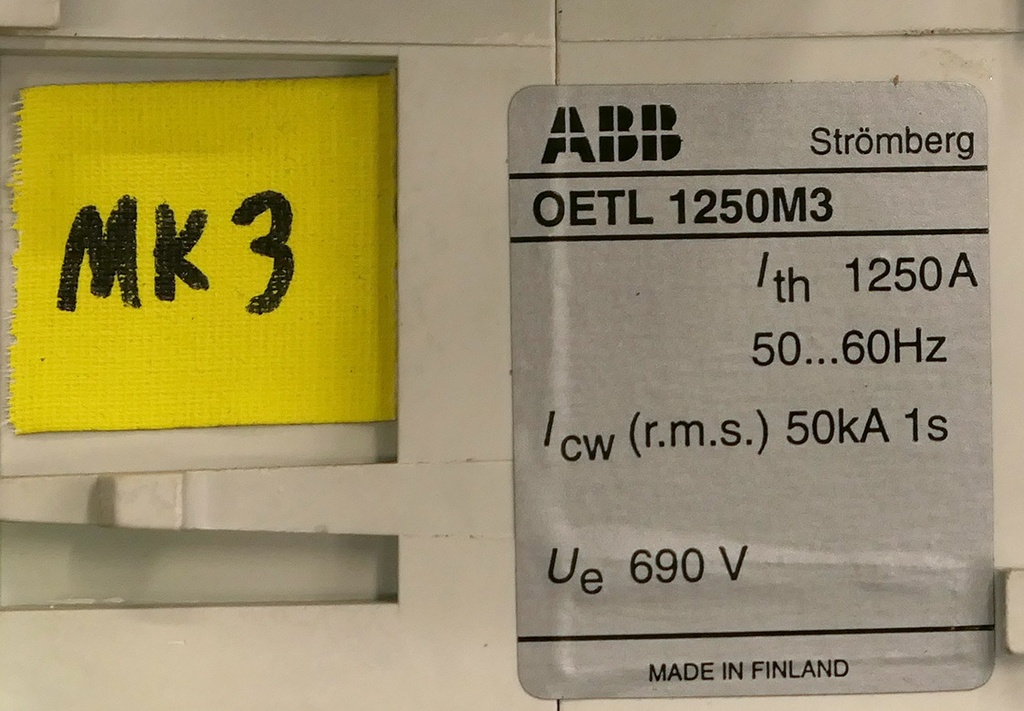 MK3
ABB Strömberg
OETL 1250M3
Ith 1250A
50...60Hz
Icw (r.m.s.) 50kA 1s
Ue 690 V
MADE IN FINLAND